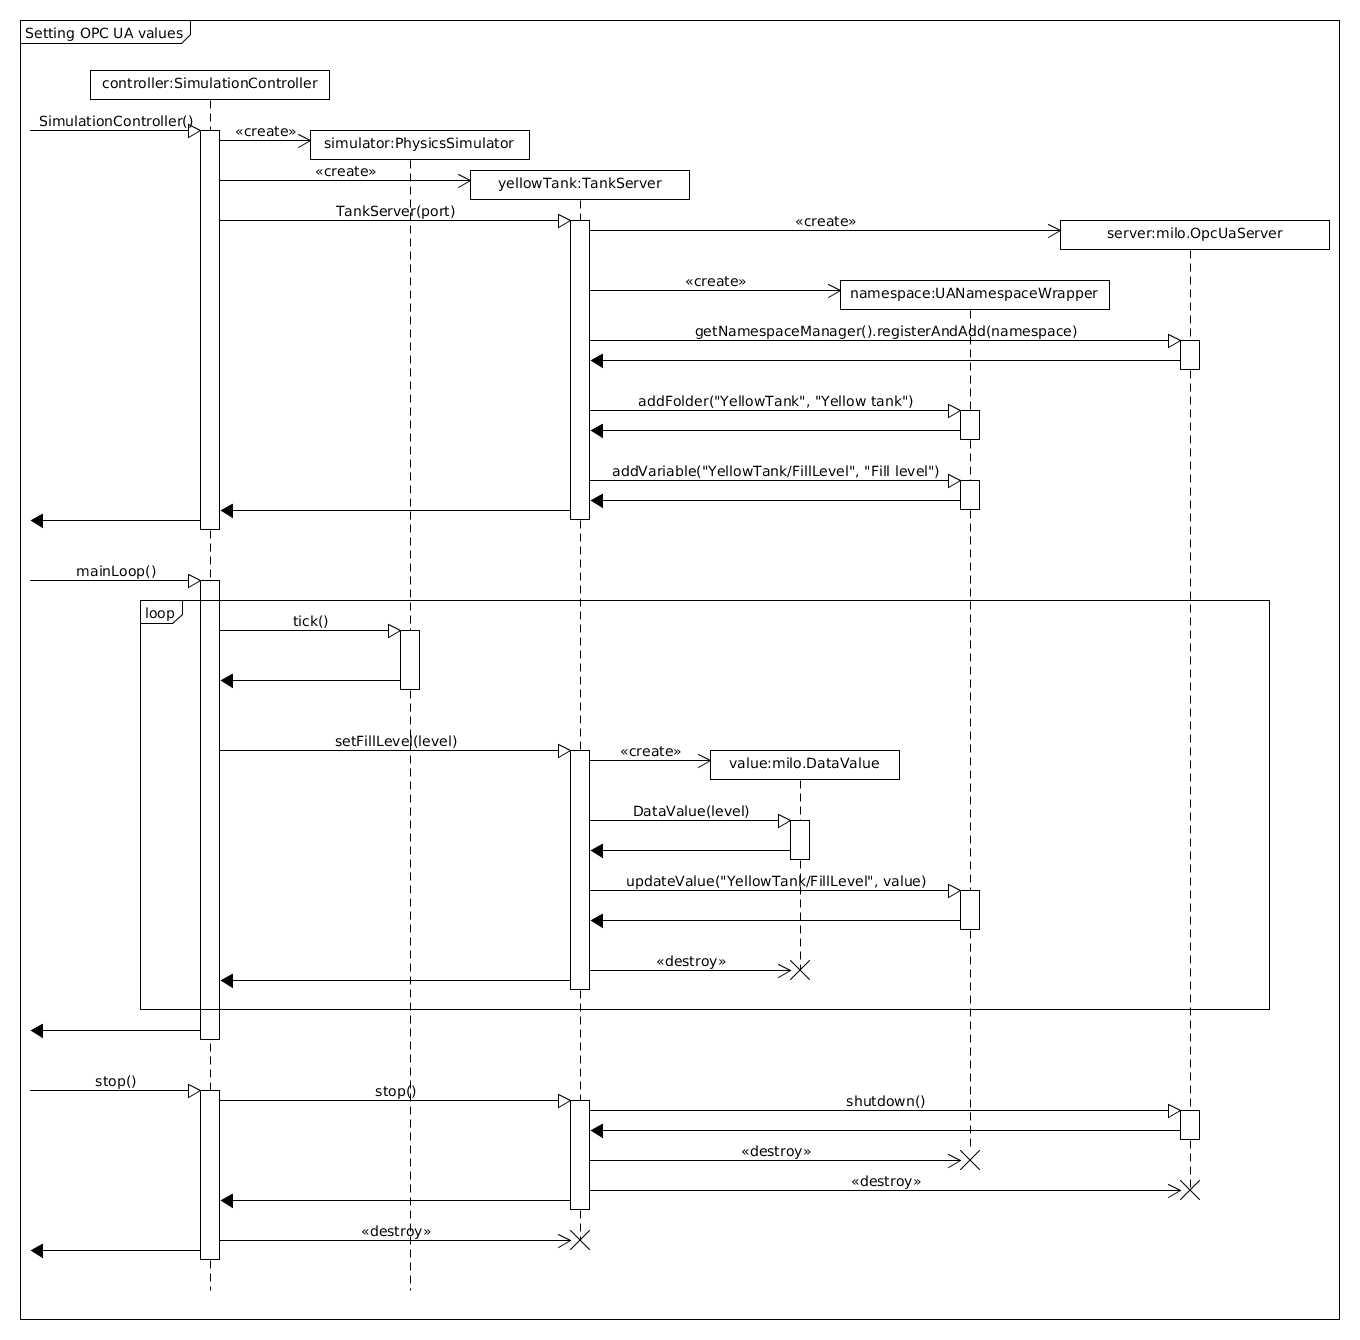 Setting OPC UA values
controller:SimulationController
SimulationController()
«create»
simulator:PhysicsSimulator
«create»
yellowTank:TankServer
TankServer(port)
«create»
server:milo.OpcUaServer
«create»
namespace:UANamespaceWrapper
getNamespaceManager().registerAndAdd(namespace)
addFolder("YellowTank", "Yellow tank")
addVariable("YellowTank/FillLevel", "Fill level")
mainLoop()
loop
tick()
setFillLevel(level)
«create»
value:milo.DataValue
DataValue(level)
updateValue("YellowTank/FillLevel", value)
«destroy»
stop()
stop()
shutdown()
«destroy»
«destroy»
«destroy»